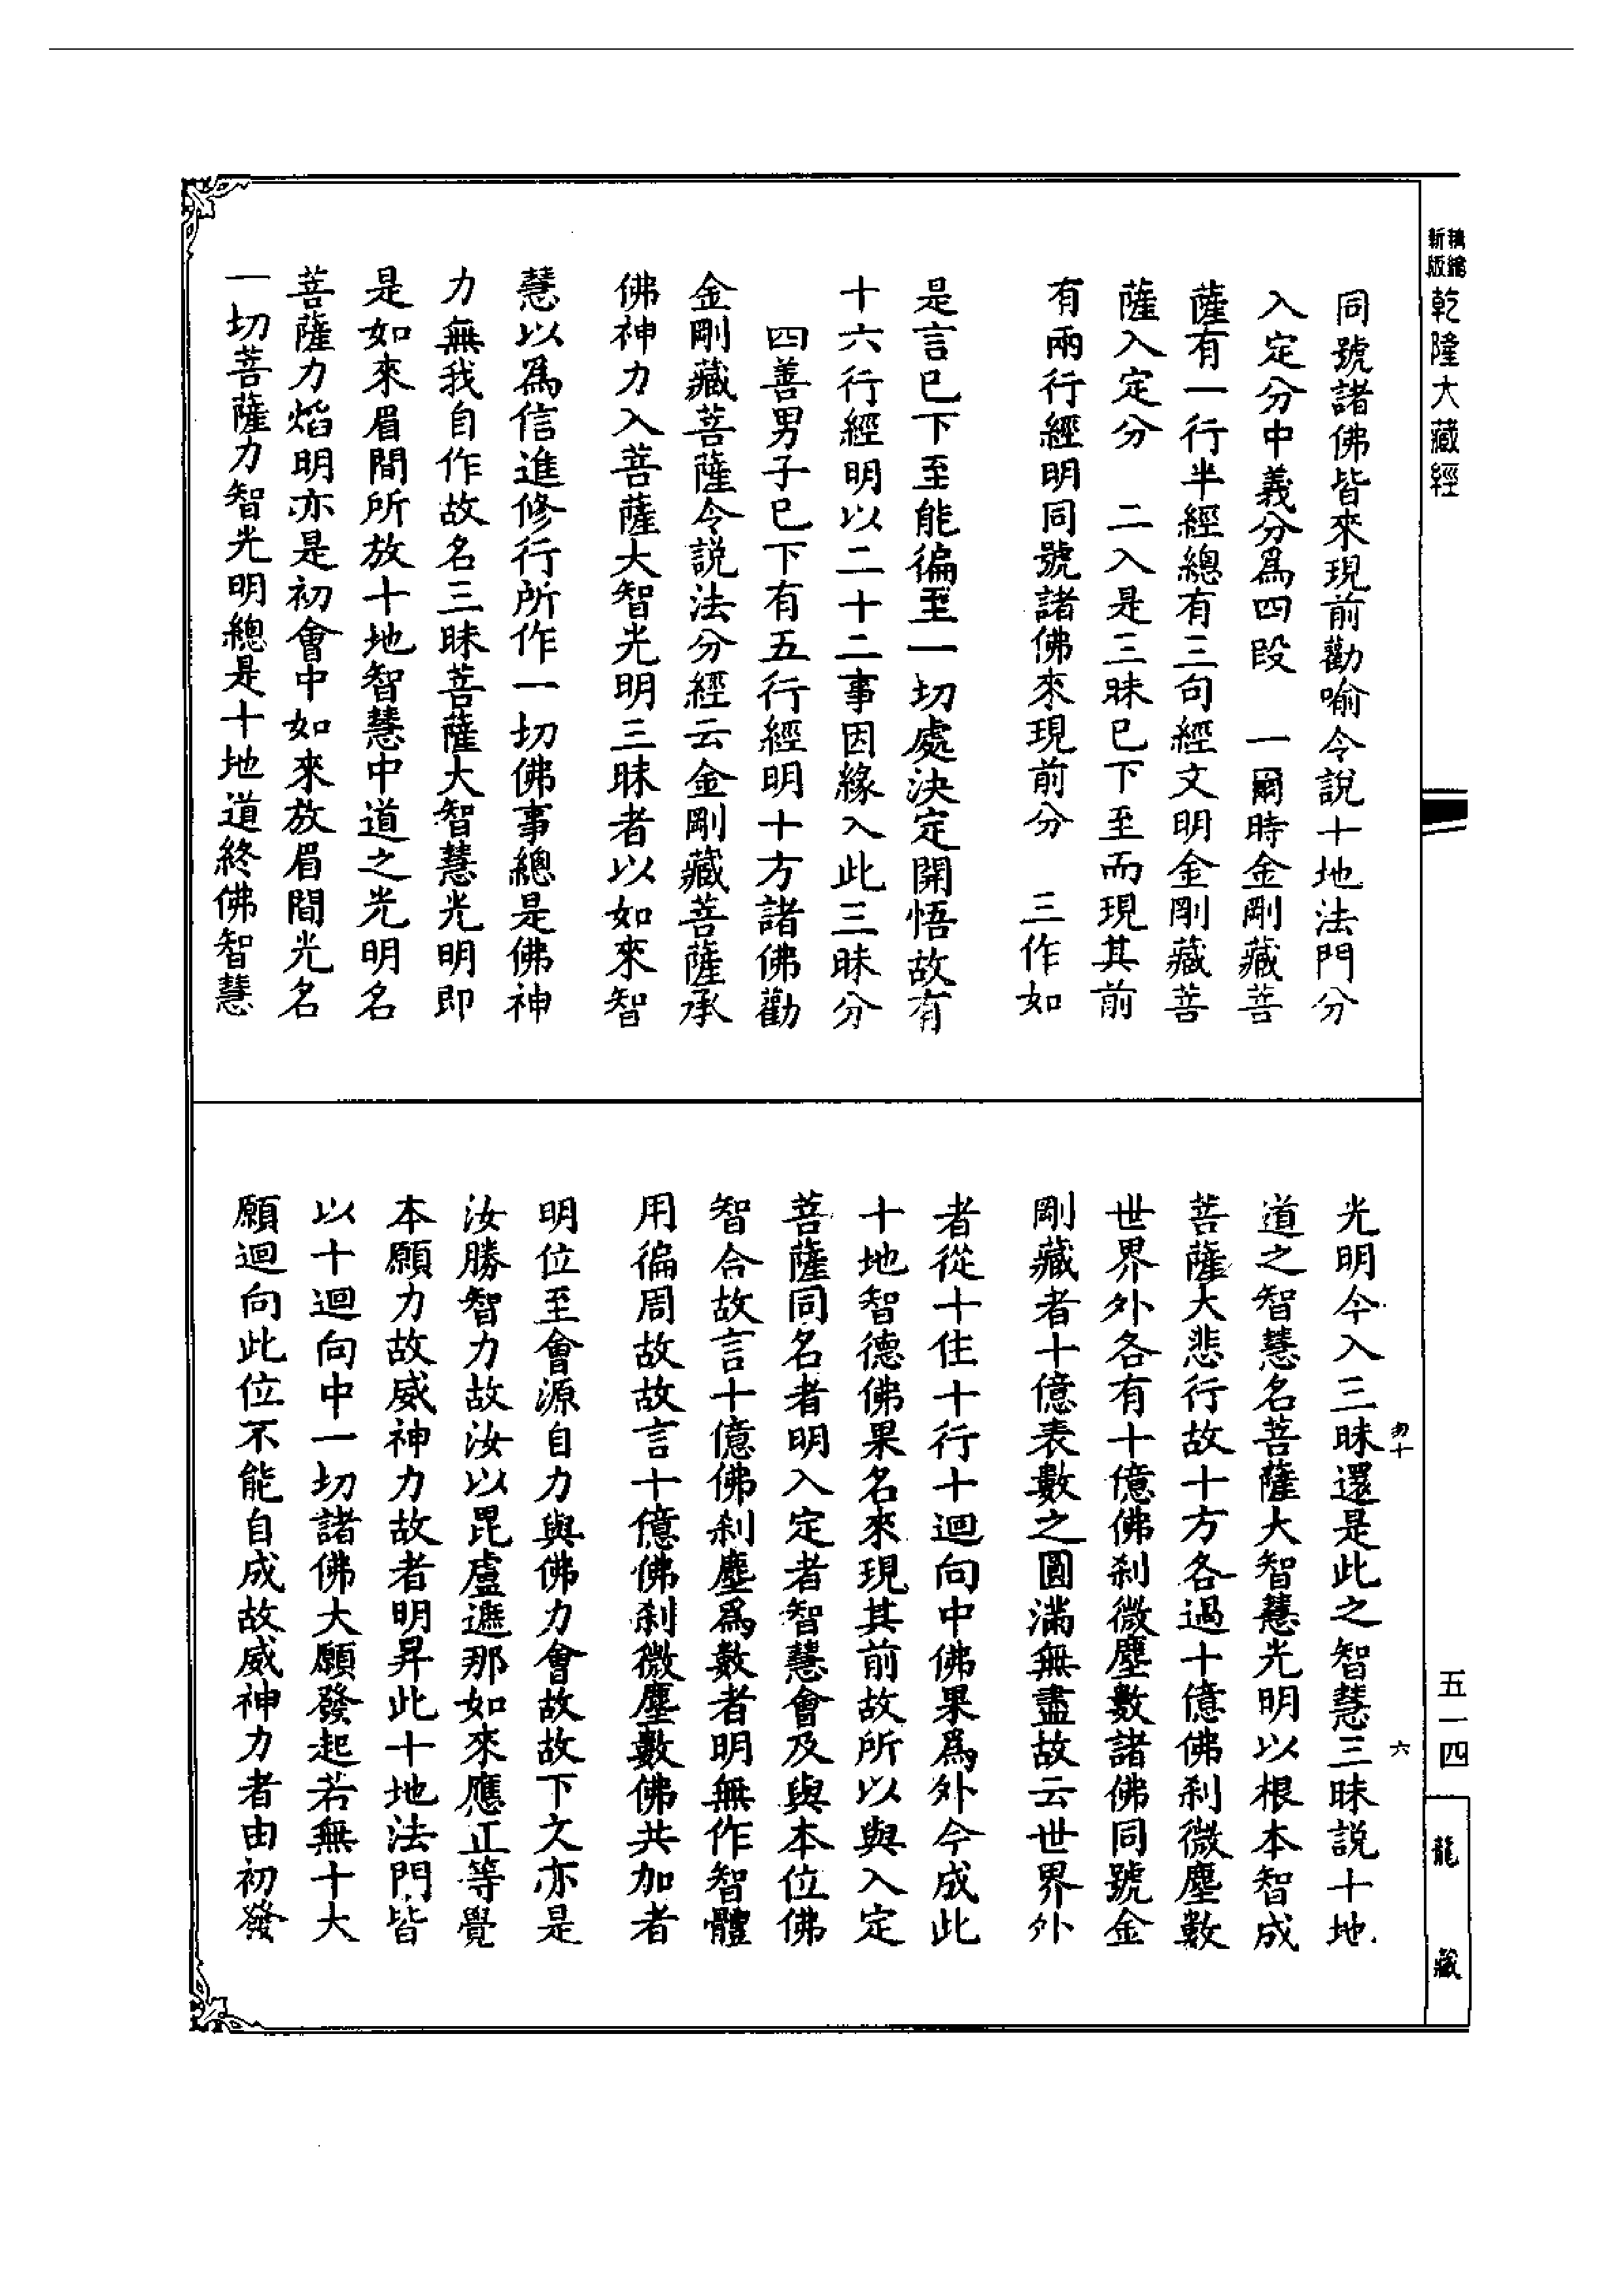 新版精縮
乾隆大藏經
同號諸佛皆來現前勸喻令說十地法門分
入定分中義分爲四段　一爾時金剛藏菩
薩有一行半經總有三句經文明金剛藏菩
薩入定分　二入是三昧已下至而現其前
有兩行經明同號諸佛來現前分　三作如
是言已下至能徧至一切處決定開悟故有
十六行經明以二十二事因緣入此三昧分
四善男子已下有五行經明十方諸佛勸
金剛藏菩薩令說法分經云金剛藏菩薩承
佛神力入菩薩大智光明三昧者以如來智
慧以爲信進修行所作一切佛事總是佛神
力無我自作故名三昧菩薩大智慧光明即
是如來眉間所放十地智慧中道之光明名
菩薩力焰明亦是初會中如來放眉間光名
一切菩薩力智光明總是十地道終佛智慧
光明今入三昧還是此之智慧三昧說十地
道之智慧名菩薩大智慧光明以根本智成
菩薩大悲行故十方各過十億佛刹微塵數
世界外各有十億佛刹微塵數諸佛同號金
剛藏者十億表數之圓滿無盡故云世界外
者從十住十行十迴向中佛果爲外今成此
十地智德佛果名來現其前故所以與入定
菩薩同名者明入定者智慧會及與本位佛
智合故言十億佛刹塵爲數者明無作智體
用徧周故故言十億佛刹微塵數佛共加者
明位至會源自力與佛力會故故下文亦是
汝勝智力故汝以毘盧遮那如來應正等覺
本願力故威神力故者明昇此十地法門皆
以十迴向中一切諸佛大願發起若無十大
願迴向此位不能自成故威神力者由初發
勿十
六
五一四
龍藏